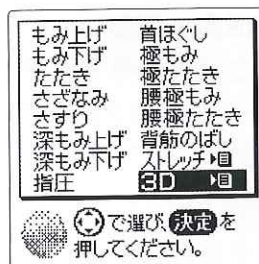 もみ上げ 首ほぐし
もみ下げ 極もみ
たたき 極たたき
さざなみ 腰極もみ
さすり 腰極たたき
深もみ上げ 背筋のばし
深もみ下げ ストレッチ
指圧 3D
で選び、決定を
押してください。